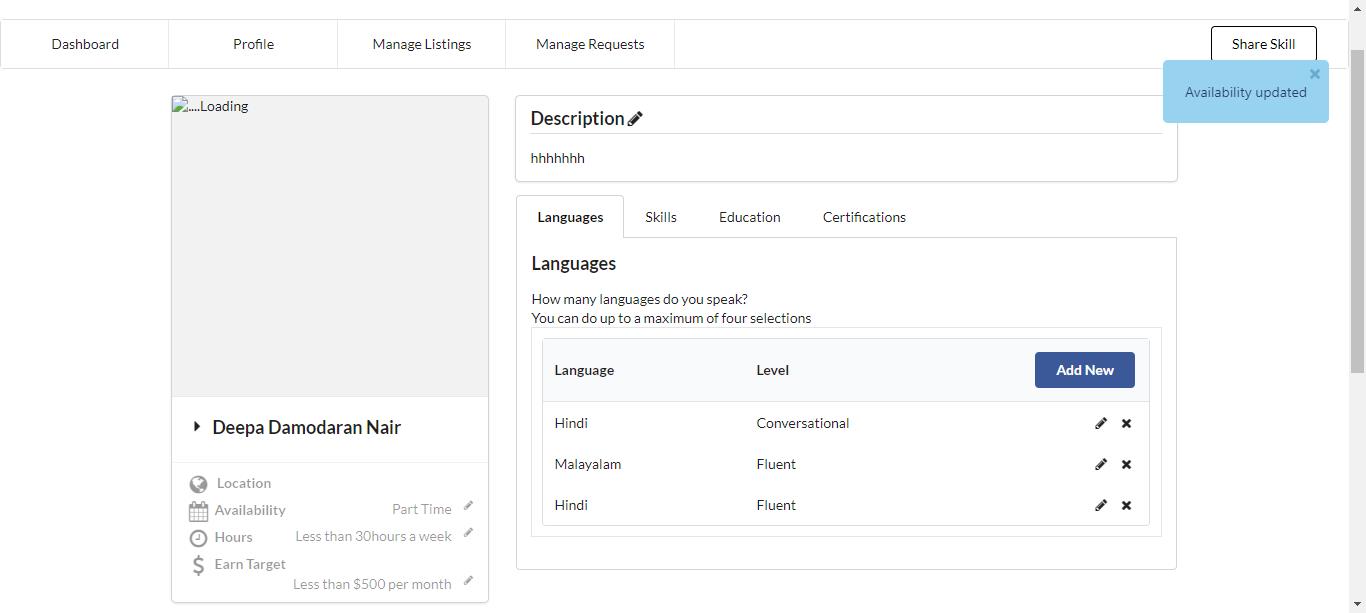 Dashboard
Profile
Manage Listings
Manage Requests
Share Skill
Availability updated
....Loading
Deepa Damodaran Nair
Location
Availability Part Time
Hours Less than 30hours a week
Earn Target
Less than $500 per month
Description
hhhhhhh
Languages Skills Education Certifications
Languages
How many languages do you speak?
You can do up to a maximum of four selections
Language Level Add New
Hindi Conversational
Malayalam Fluent
Hindi Fluent